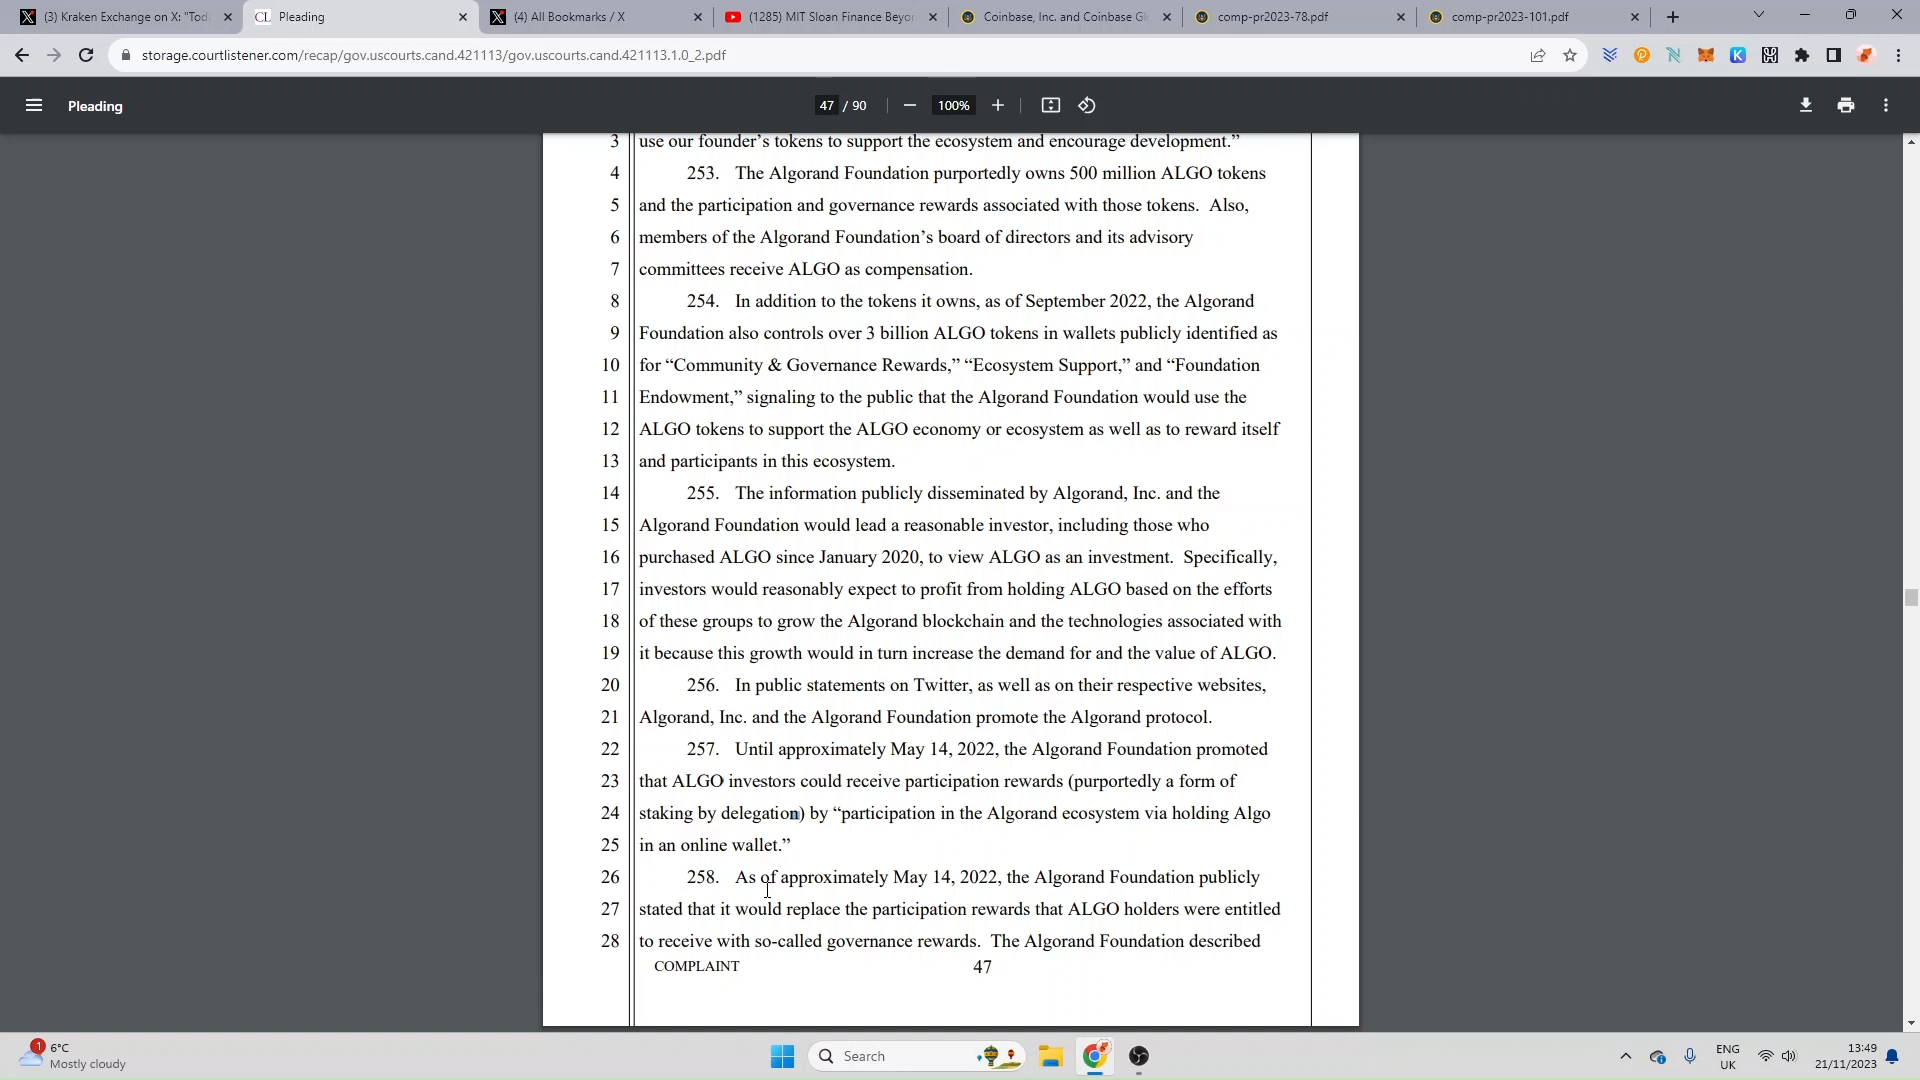 (3) Kraken Exchange on X: "Tod
Pleading
(4) All Bookmarks / X
(1285) MIT Sloan Finance Beyon
Coinbase, Inc. and Coinbase Gl
comp-pr2023-78.pdf
comp-pr2023-101.pdf
storage.courtlistener.com/recap/gov.uscourts.cand.421113/gov.uscourts.cand.421113.1.0_2.pdf
Pleading
47 / 90
100%
3 use our founder’s tokens to support the ecosystem and encourage development.”
4 253. The Algorand Foundation purportedly owns 500 million ALGO tokens
5 and the participation and governance rewards associated with those tokens. Also,
6 members of the Algorand Foundation’s board of directors and its advisory
7 committees receive ALGO as compensation.
8 254. In addition to the tokens it owns, as of September 2022, the Algorand
9 Foundation also controls over 3 billion ALGO tokens in wallets publicly identified as
10 for “Community & Governance Rewards,” “Ecosystem Support,” and “Foundation
11 Endowment,” signaling to the public that the Algorand Foundation would use the
12 ALGO tokens to support the ALGO economy or ecosystem as well as to reward itself
13 and participants in this ecosystem.
14 255. The information publicly disseminated by Algorand, Inc. and the
15 Algorand Foundation would lead a reasonable investor, including those who
16 purchased ALGO since January 2020, to view ALGO as an investment. Specifically,
17 investors would reasonably expect to profit from holding ALGO based on the efforts
18 of these groups to grow the Algorand blockchain and the technologies associated with
19 it because this growth would in turn increase the demand for and the value of ALGO.
20 256. In public statements on Twitter, as well as on their respective websites,
21 Algorand, Inc. and the Algorand Foundation promote the Algorand protocol.
22 257. Until approximately May 14, 2022, the Algorand Foundation promoted
23 that ALGO investors could receive participation rewards (purportedly a form of
24 staking by delegation) by “participation in the Algorand ecosystem via holding Algo
25 in an online wallet.”
26 258. As of approximately May 14, 2022, the Algorand Foundation publicly
27 stated that it would replace the participation rewards that ALGO holders were entitled
28 to receive with so-called governance rewards. The Algorand Foundation described
COMPLAINT 47
1
6°C
Mostly cloudy
Search
ENG
UK
13:49
21/11/2023